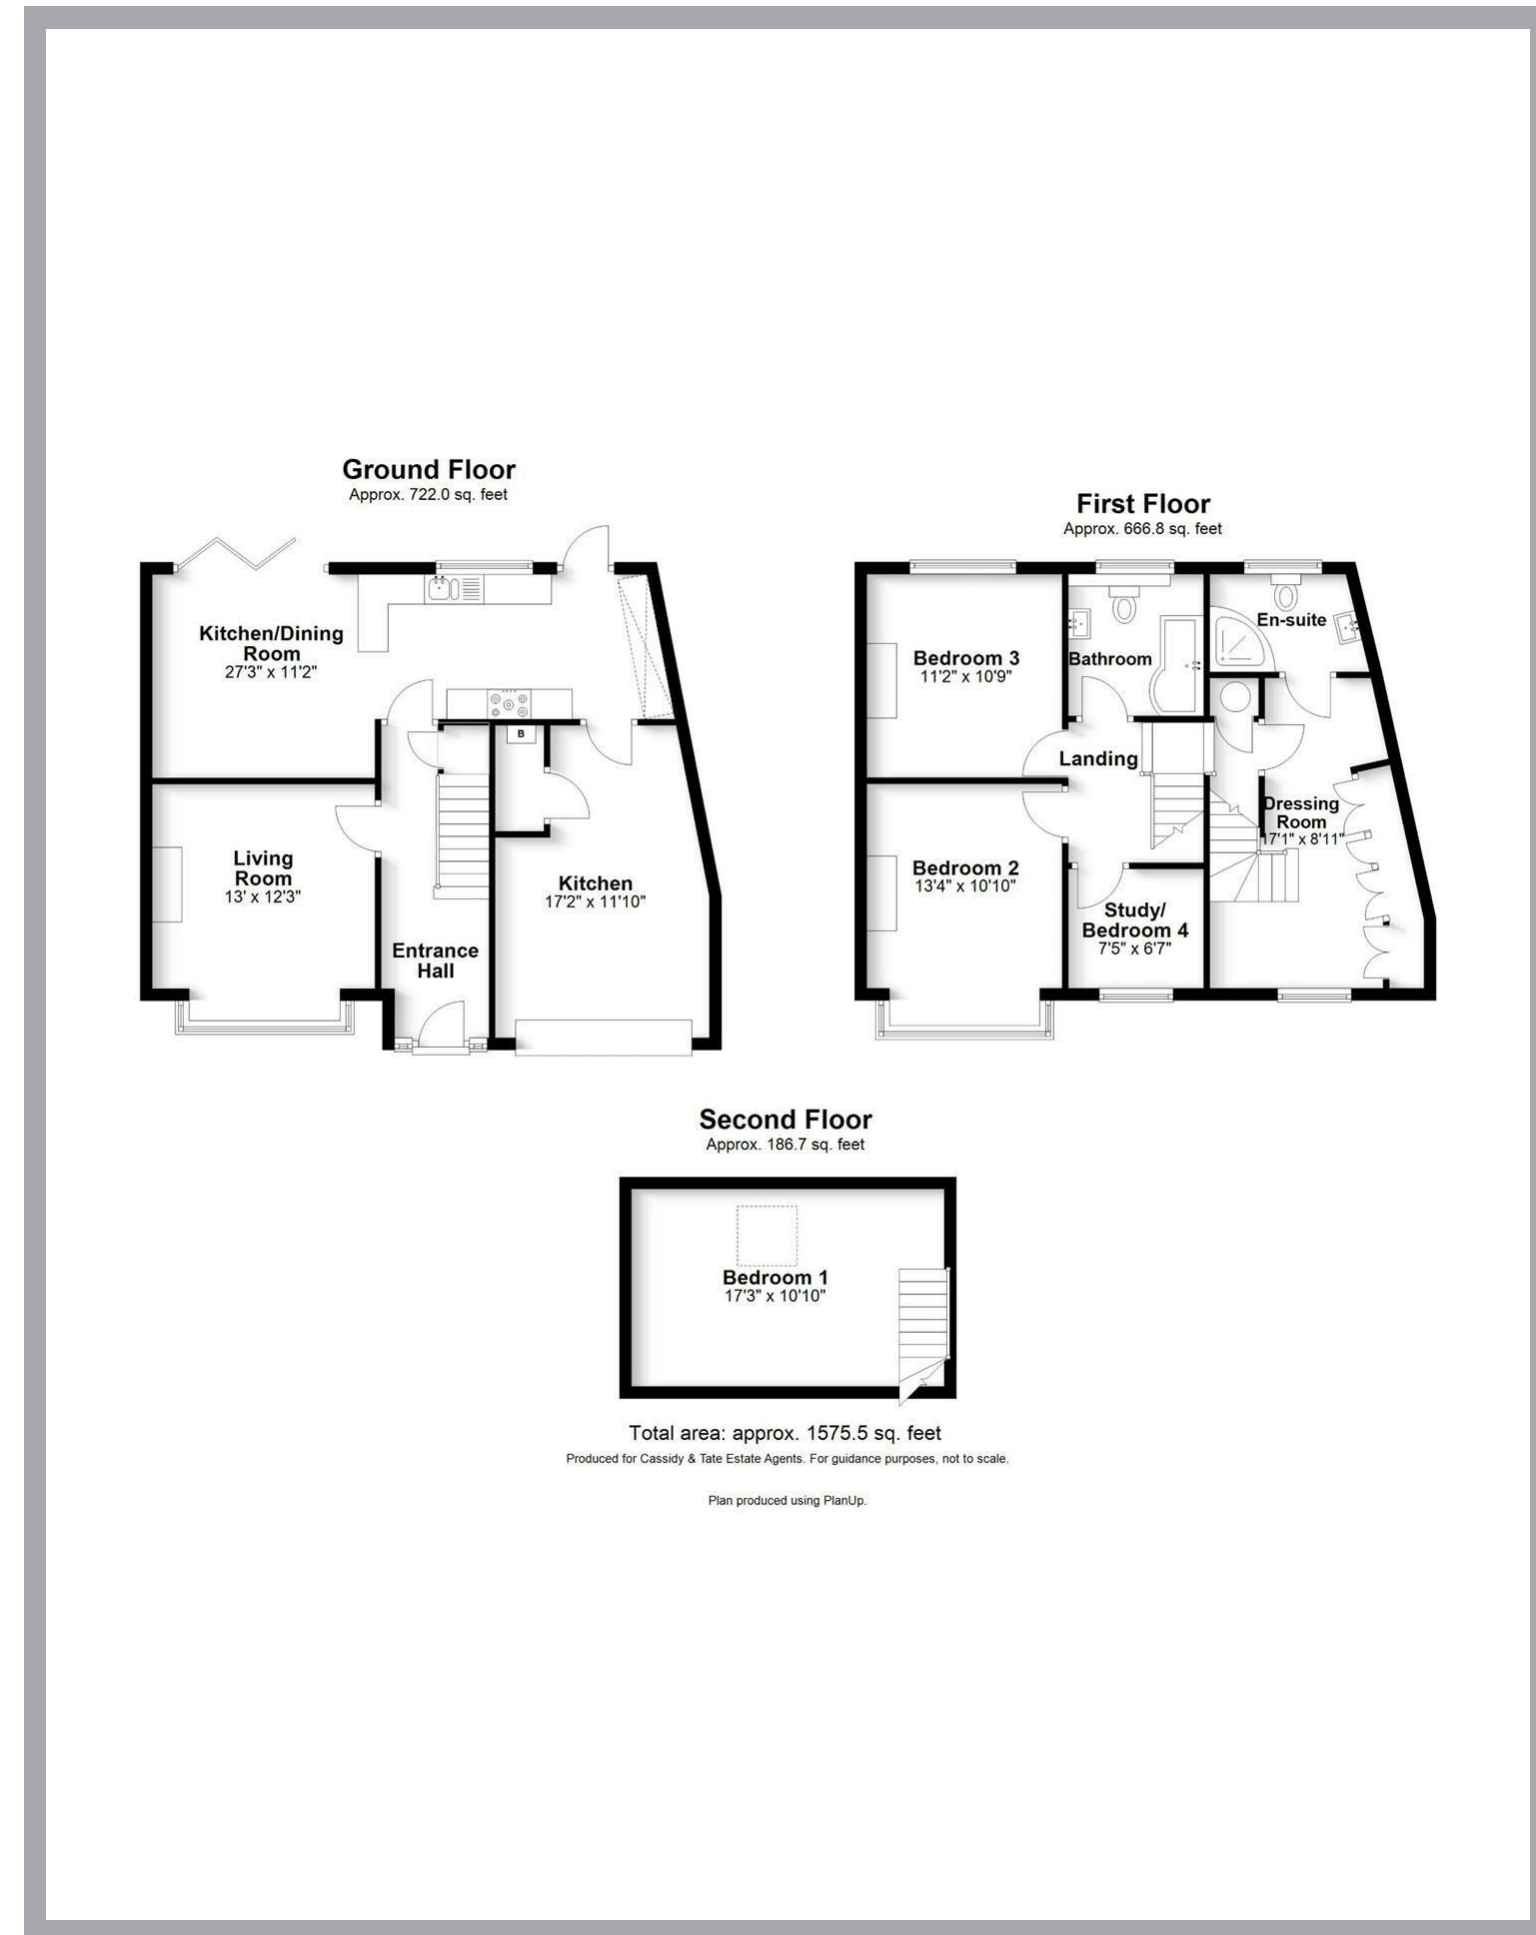 Ground Floor
Approx. 722.0 sq. feet
Kitchen/Dining
Room
27'3" x 11'2"
B
Living
Room
13' x 12'3"
Kitchen
17'2" x 11'10"
Entrance
Hall
First Floor
Approx. 666.8 sq. feet
En-suite
Bedroom 3
11'2" x 10'9"
Bathroom
Landing
Dressing
Room
17'1" x 8'11"
Bedroom 2
13'4" x 10'10"
Study/
Bedroom 4
7'5" x 6'7"
Second Floor
Approx. 186.7 sq. feet
Bedroom 1
17'3" x 10'10"
Total area: approx. 1575.5 sq. feet
Produced for Cassidy & Tate Estate Agents. For guidance purposes, not to scale.
Plan produced using PlanUp.